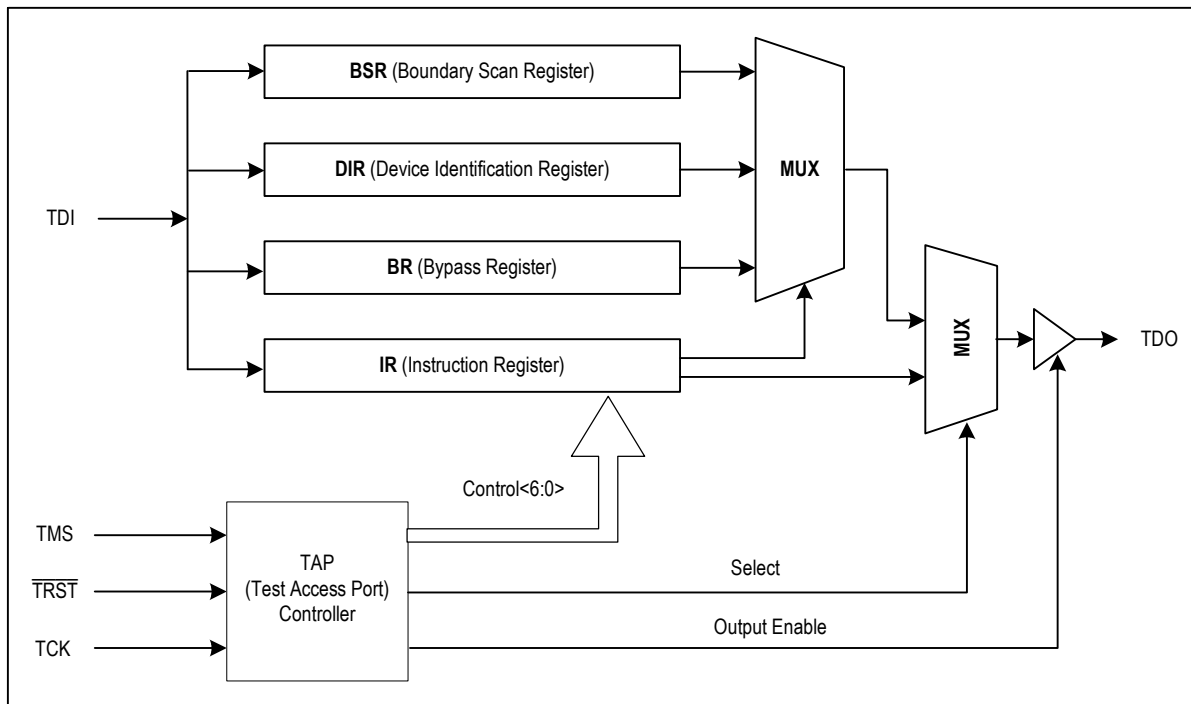 BSR (Boundary Scan Register)
DIR (Device Identification Register)
MUX
TDI
BR (Bypass Register)
MUX
TDO
IR (Instruction Register)
Control<6:0>
TMS
TAP
(Test Access Port)
Controller
Select
T̅R̅S̅T̅
Output Enable
TCK